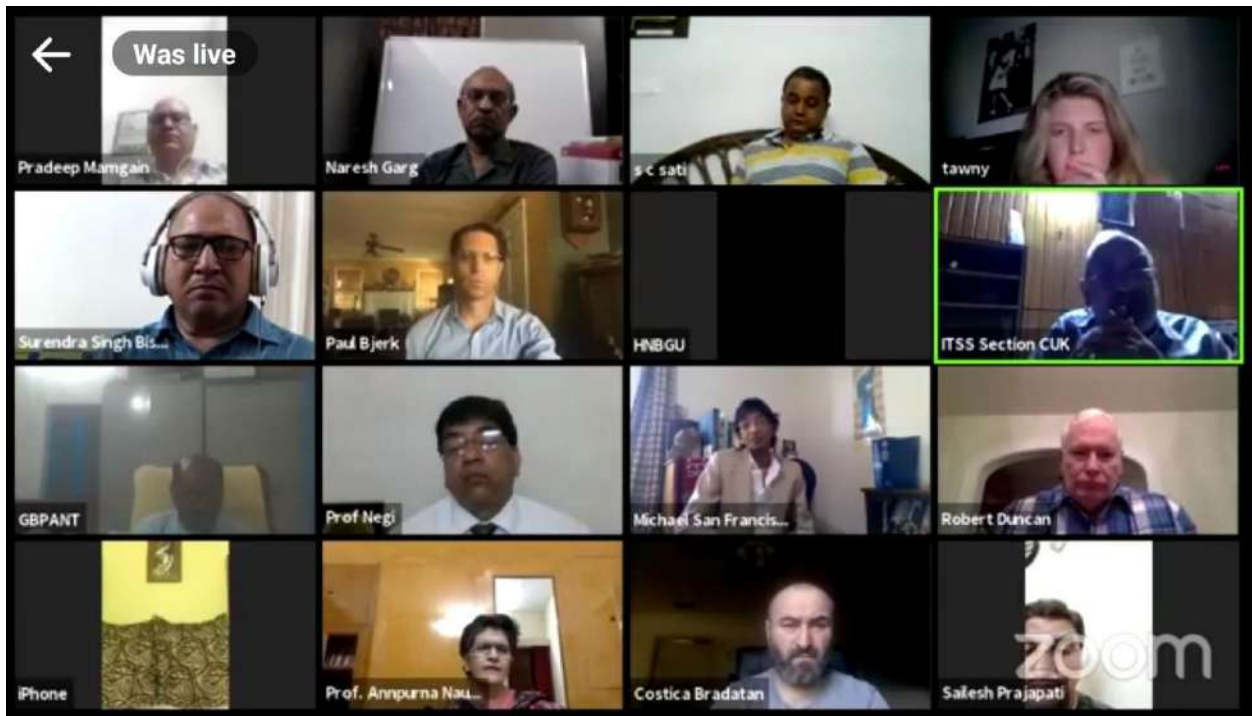 Was live
Pradeep Mamgain
Naresh Garg
s c sati
tawny
Surendra Singh Bis...
Paul Bjerk
HNBGU
ITSS Section CUK
GBPANT
Prof Negi
Michael San Francis...
Robert Duncan
iPhone
Prof. Annpurna Nau...
Costica Bradatan
Sailesh Prajapati
zoom